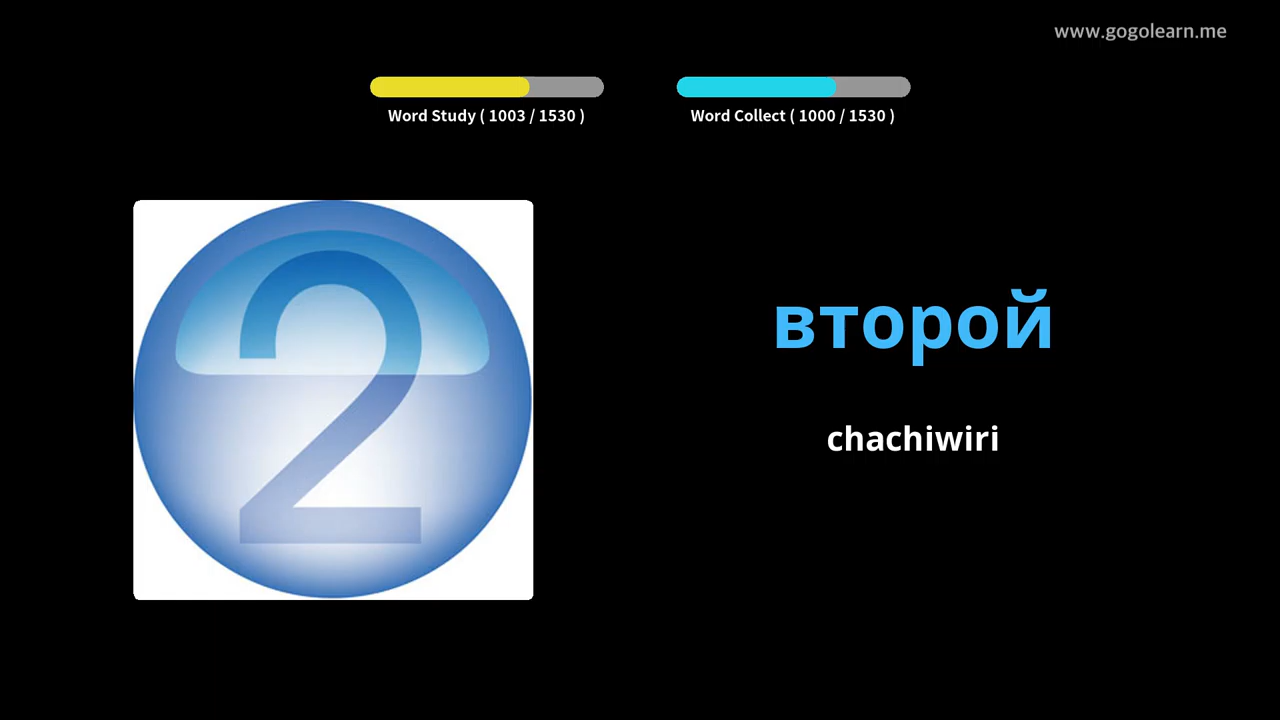 www.gogolearn.me
Word Study ( 1003 / 1530 )
Word Collect ( 1000 / 1530 )
2
второй
chachiwiri